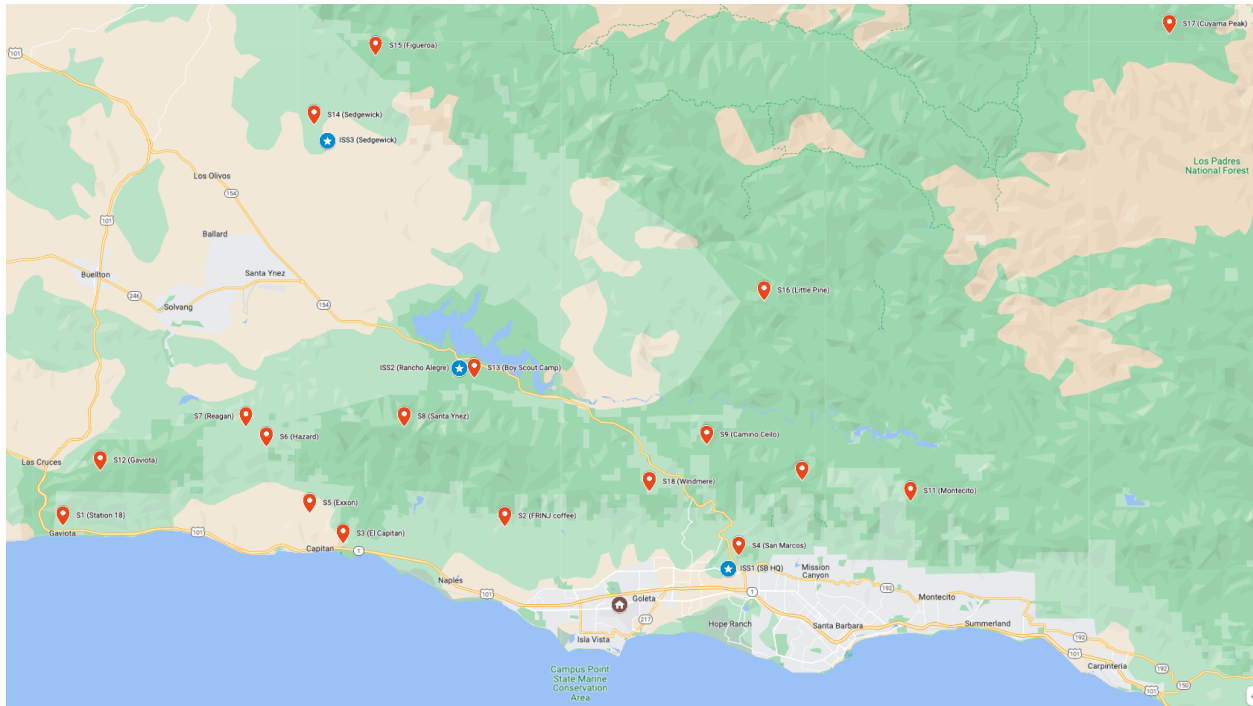 S17 (Cuyama Peak)
S15 (Figueroa)
101
S14 (Sedgewick)
ISS3 (Sedgewick)
Los Padres
National Forest
Los Olivos
154
101
Ballard
Santa Ynez
Buellton
246
Solvang
154
S16 (Little Pine)
ISS2 (Rancho Alegre)
S13 (Boy Scout Camp)
S7 (Reagan)
S8 (Santa Ynez)
S6 (Hazard)
S9 (Camino Ceilo)
Las Cruces
S12 (Gaviota)
S18 (Windmere)
S11 (Montecito)
S5 (Exxon)
S1 (Station 18)
S2 (FRINJ coffee)
Gaviota
101
S3 (El Capitan)
Capitan
1
S4 (San Marcos)
ISS1 (SB HQ)
Mission
Canyon
Naples
101
192
1
Goleta
Montecito
217
Hope Ranch
Santa Barbara
Summerland
Isla Vista
192
101
Carpinteria
192
150
101
Campus Point
State Marine
Conservation
Area